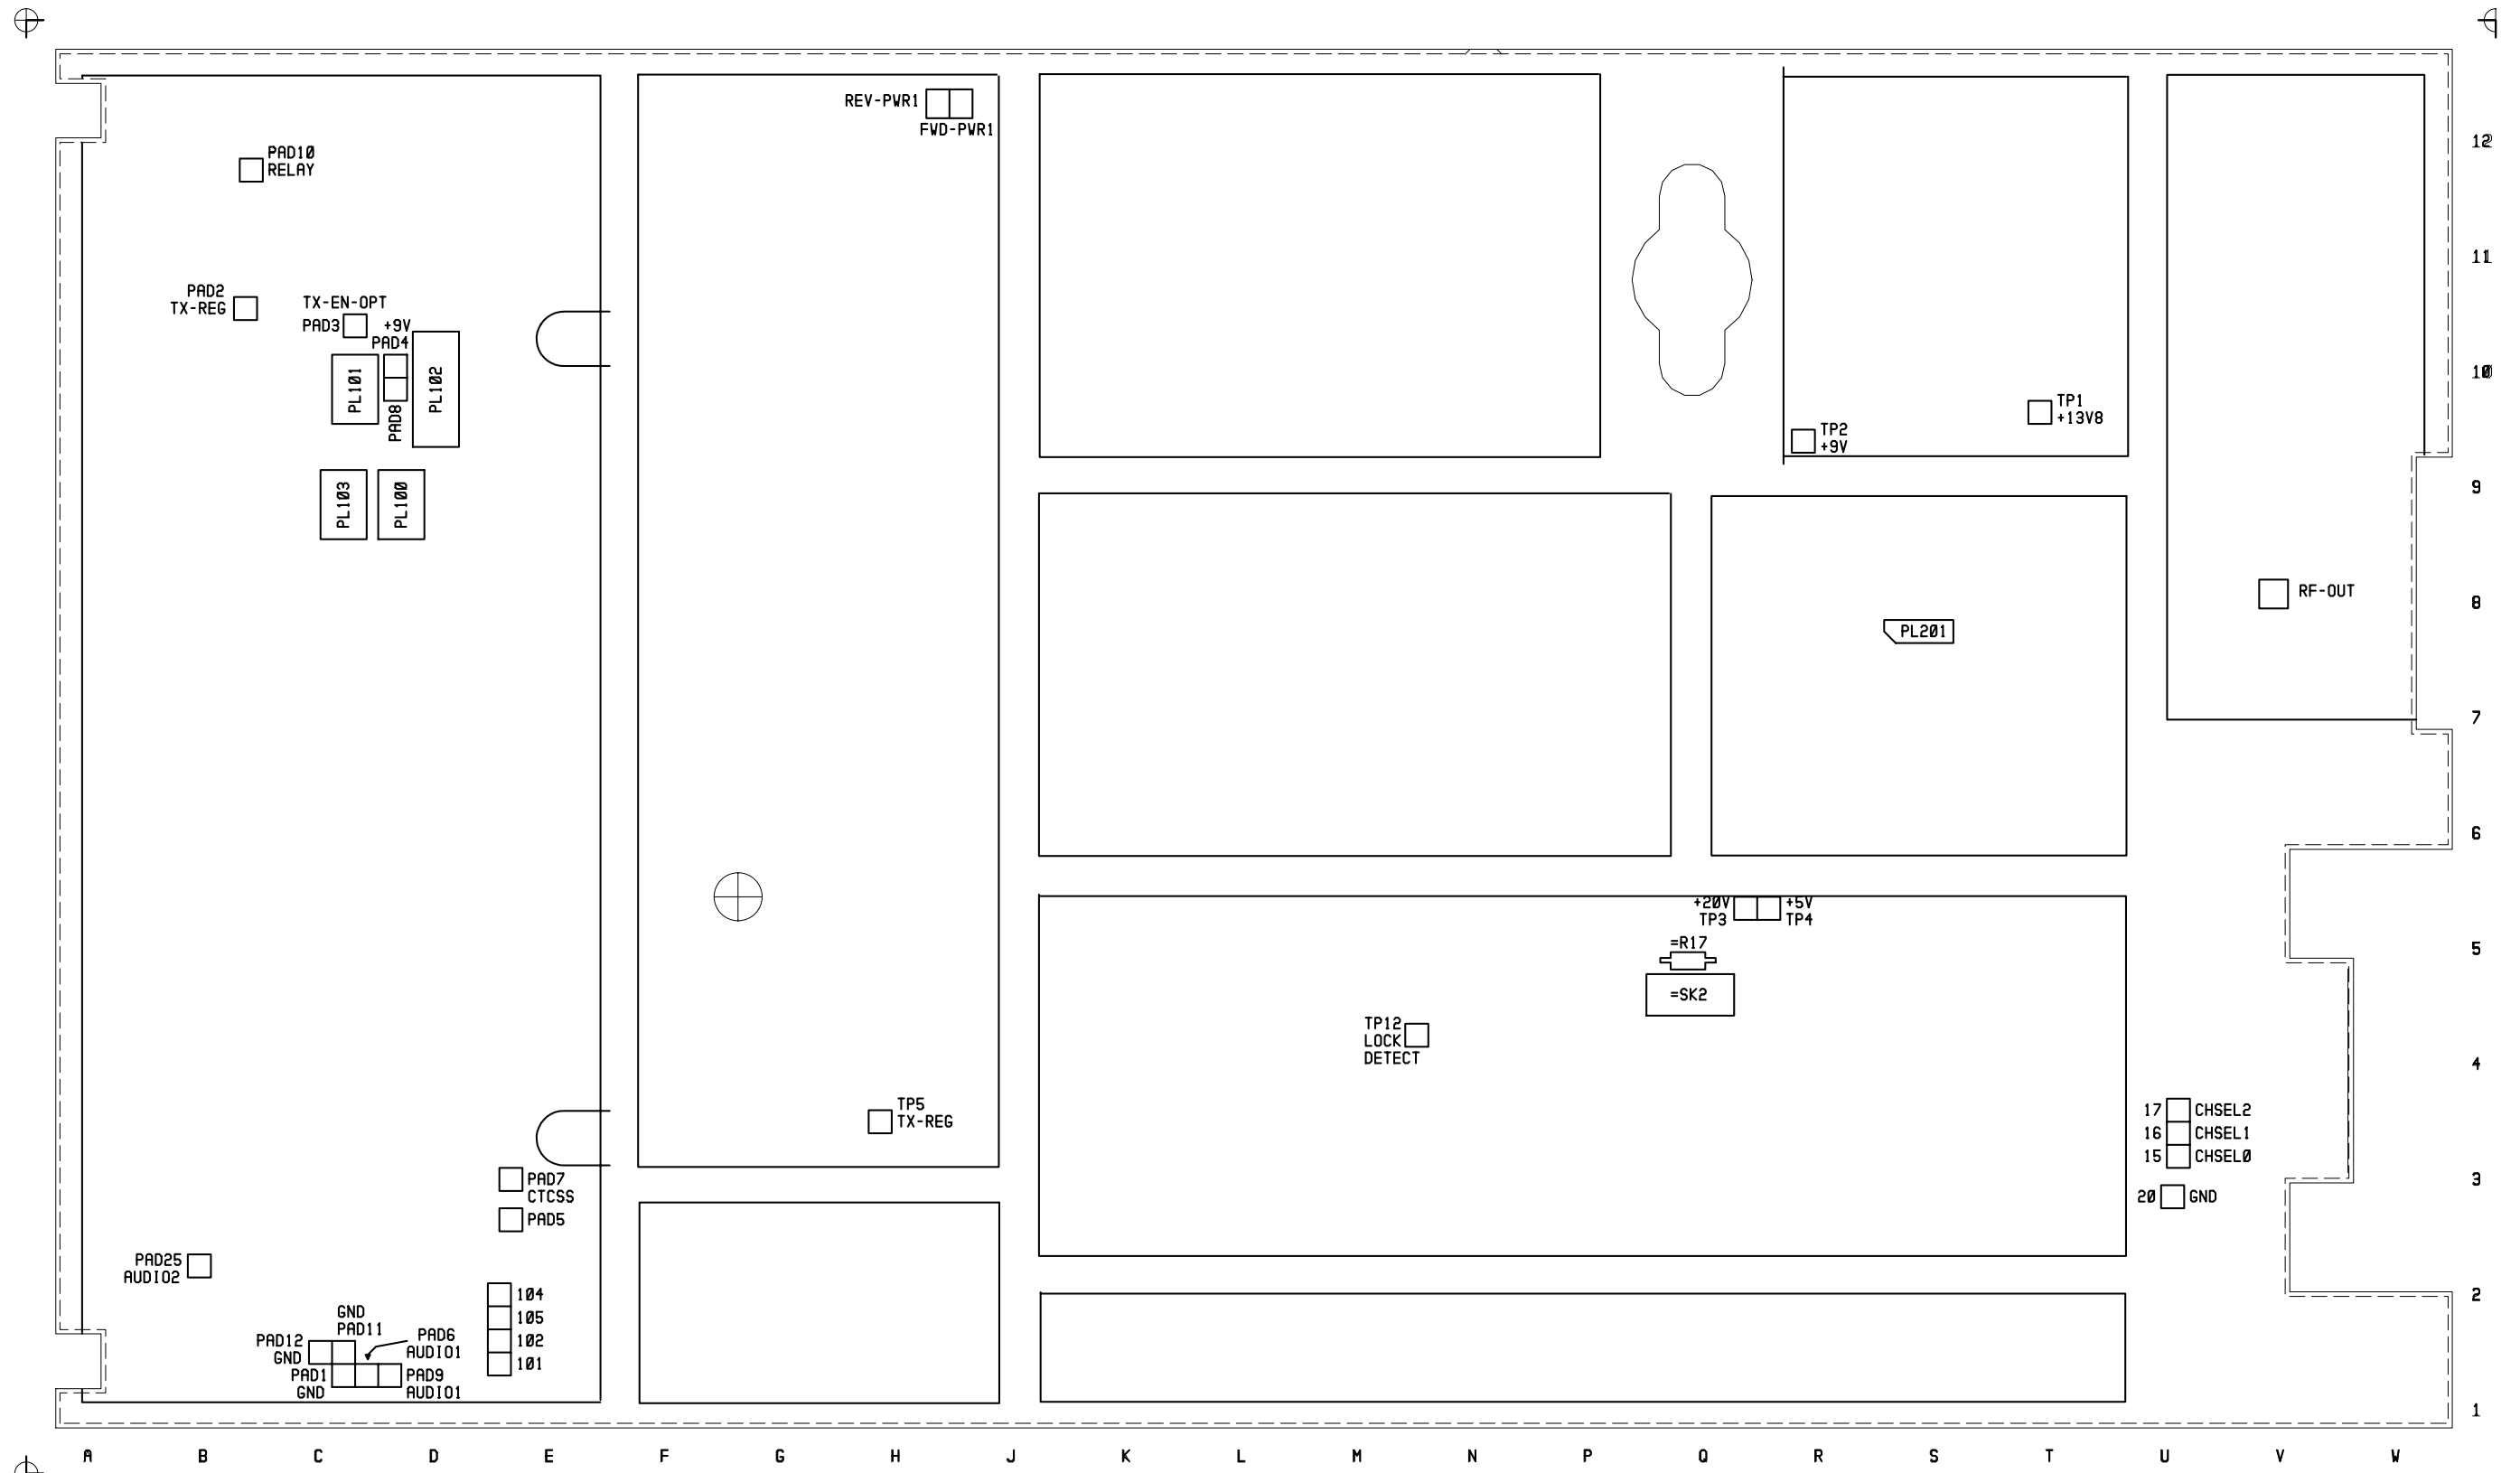 REV-PWR1
FWD-PWR1
12
PAD10
RELAY
11
PAD2
TX-REG
TX-EN-OPT
PAD3
+9V
PAD4
10
PL101
PL102
PAD8
TP1
+13V8
TP2
+9V
9
PL103
PL100
RF-OUT
8
PL201
7
6
+20V
TP3
+5V
TP4
=R17
5
=SK2
TP12
LOCK
DETECT
4
TP5
TX-REG
17 CHSEL2
16 CHSEL1
15 CHSEL0
3
PAD7
CTCSS
20 GND
PAD5
PAD25
AUDIO2
104
2
105
GND
PAD11
PAD12
GND
PAD6
AUDIO1
102
101
PAD1
GND
PAD9
AUDIO1
1
A B C D E F G H J K L M N P Q R S T U V W